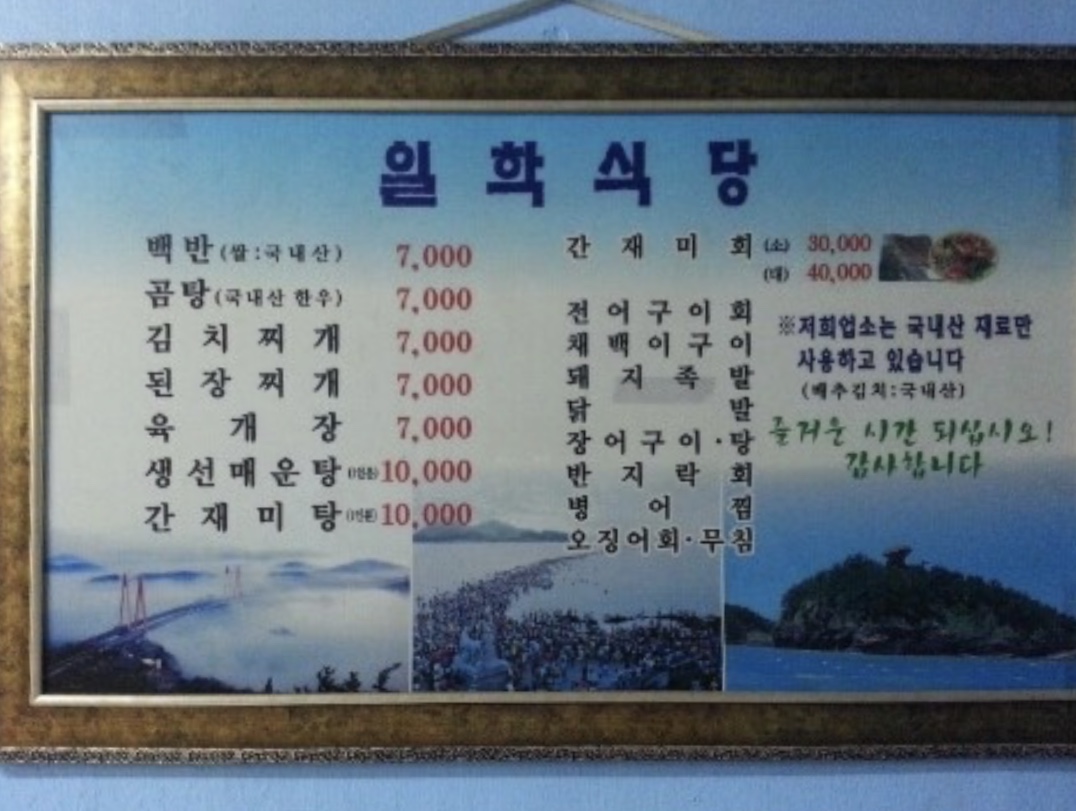 일학식당
백반(쌀:국내산) 7,000
곰탕(국내산 한우) 7,000
김치찌개 7,000
된장찌개 7,000
육개장 7,000
생선매운탕(1인분) 10,000
간재미탕(1인분) 10,000
간재미회 (소) 30,000
(대) 40,000
전어구이회
채백이구이
돼지족발
닭발
장어구이·탕
반지락회
병어찜
오징어회·무침
※저희업소는 국내산 재료만
사용하고 있습니다
(배추김치:국내산)
즐거운 시간 되십시오!
감사합니다